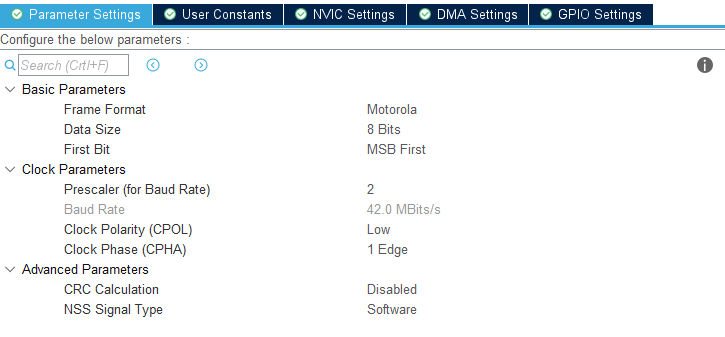 Parameter Settings User Constants NVIC Settings DMA Settings GPIO Settings
Configure the below parameters :
Search (Crtl+F)
Basic Parameters
Frame Format Motorola
Data Size 8 Bits
First Bit MSB First
Clock Parameters
Prescaler (for Baud Rate) 2
Baud Rate 42.0 MBits/s
Clock Polarity (CPOL) Low
Clock Phase (CPHA) 1 Edge
Advanced Parameters
CRC Calculation Disabled
NSS Signal Type Software